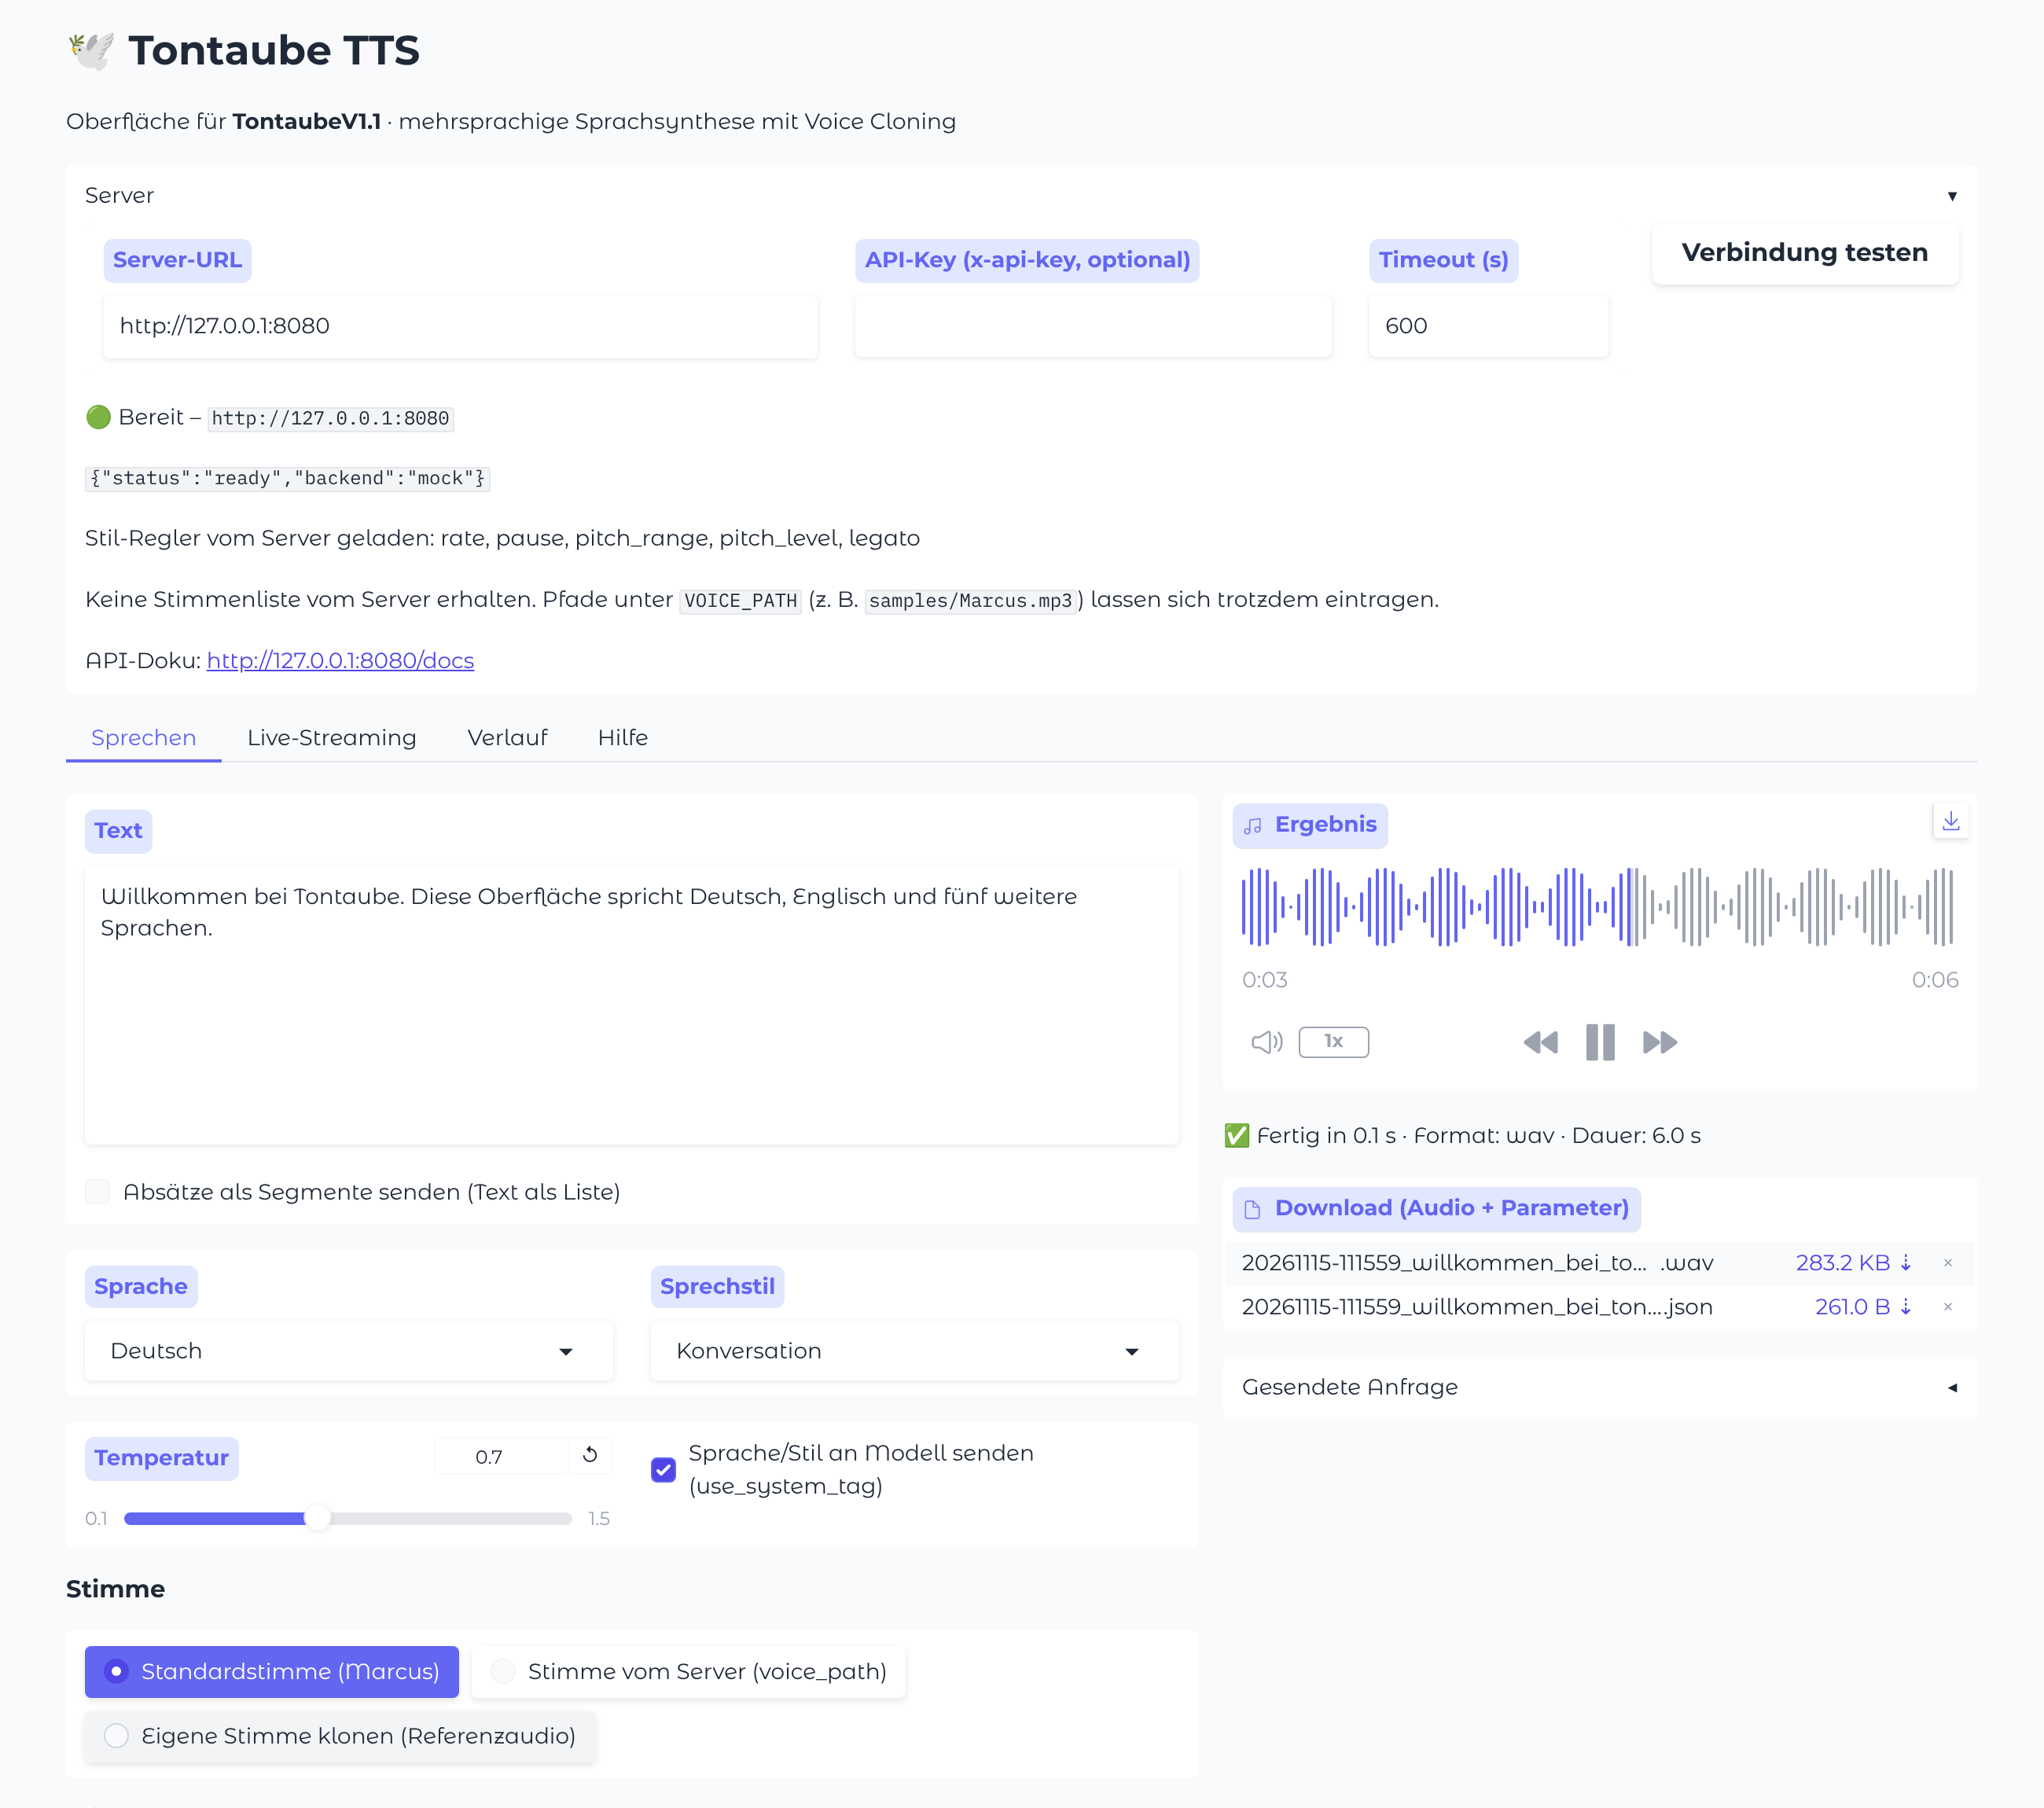 Tontaube TTS
Oberfläche für TontaubeV1.1 · mehrsprachige Sprachsynthese mit Voice Cloning
Server
Server-URL
API-Key (x-api-key, optional)
Timeout (s)
Verbindung testen
http://127.0.0.1:8080
600
Bereit – http://127.0.0.1:8080
{"status":"ready","backend":"mock"}
Stil-Regler vom Server geladen: rate, pause, pitch_range, pitch_level, legato
Keine Stimmenliste vom Server erhalten. Pfade unter VOICE_PATH (z. B. samples/Marcus.mp3) lassen sich trotzdem eintragen.
API-Doku: http://127.0.0.1:8080/docs
Sprechen
Live-Streaming
Verlauf
Hilfe
Text
Willkommen bei Tontaube. Diese Oberfläche spricht Deutsch, Englisch und fünf weitere
Sprachen.
Absätze als Segmente senden (Text als Liste)
Sprache
Sprechstil
Deutsch
Konversation
Temperatur
0.7
0.1
1.5
Sprache/Stil an Modell senden
(use_system_tag)
Stimme
Standardstimme (Marcus)
Stimme vom Server (voice_path)
Eigene Stimme klonen (Referenzaudio)
Ergebnis
0:03
0:06
1x
Fertig in 0.1 s · Format: wav · Dauer: 6.0 s
Download (Audio + Parameter)
20261115-111559_willkommen_bei_to... .wav
283.2 KB ⇣
×
20261115-111559_willkommen_bei_ton....json
261.0 B ⇣
×
Gesendete Anfrage